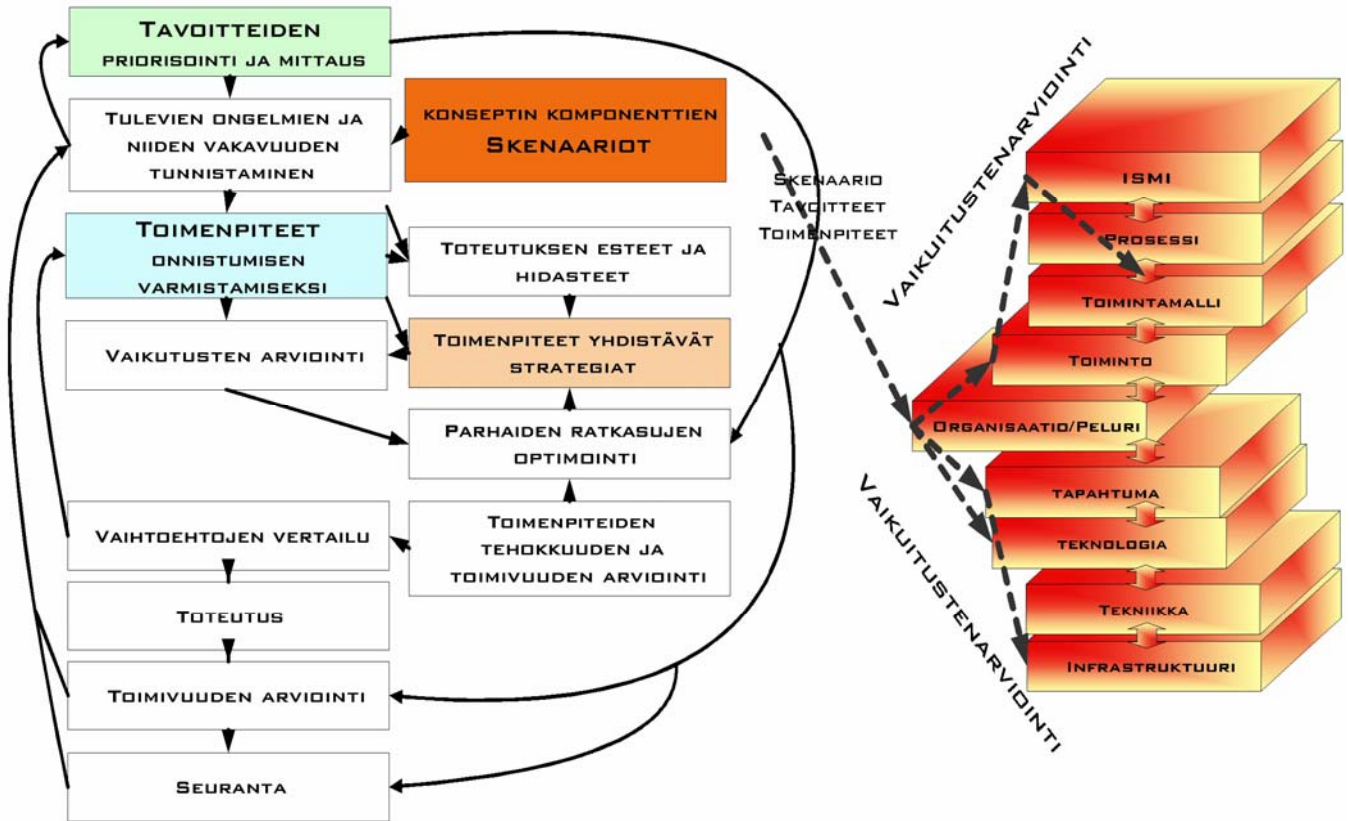 TAVOITTEIDEN
PRIORISOINTI JA MITTAUS
TULEVIEN ONGELMIEN JA
NIIDEN VAKAVUUDEN
TUNNISTAMINEN
KONSEPTIN KOMPONENTTIEN
SKENAARIOT
TOIMENPITEET
ONNISTUMISEN
VARMISTAMISEKSI
TOTEUTUKSEN ESTEET JA
HIDASTEET
VAIKUTUSTEN ARVIOINTI
TOIMENPITEET YHDISTÄVÄT
STRATEGIAT
PARHAIDEN RATKASUJEN
OPTIMOINTI
VAIHTOEHTOJEN VERTAILU
TOIMENPITEIDEN
TEHOKKUUDEN JA
TOIMIVUUDEN ARVIOINTI
TOTEUTUS
TOIMIVUUDEN ARVIOINTI
SEURANTA
SKENAARIO
TAVOITTEET
TOIMENPITEET
VAIKUITUSTENARVIOINTI
ISMI
PROSESSI
TOIMINTAMALLI
TOIMINTO
ORGANISAATIO/PELURI
TAPAHTUMA
TEKNOLOGIA
TEKNIIKKA
INFRASTRUKTUURI
VAIKUITUSTENARVIOINTI